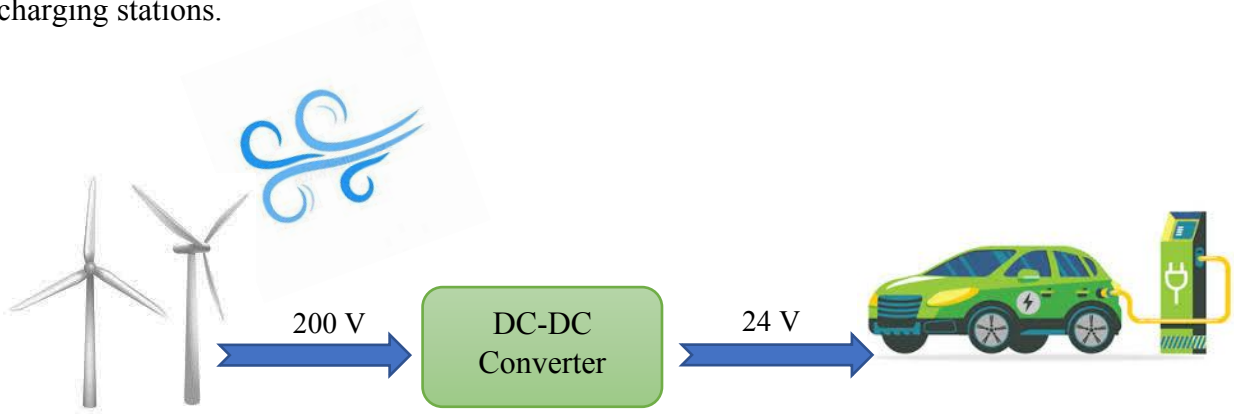 charging stations.
200 V
DC-DC
Converter
24 V